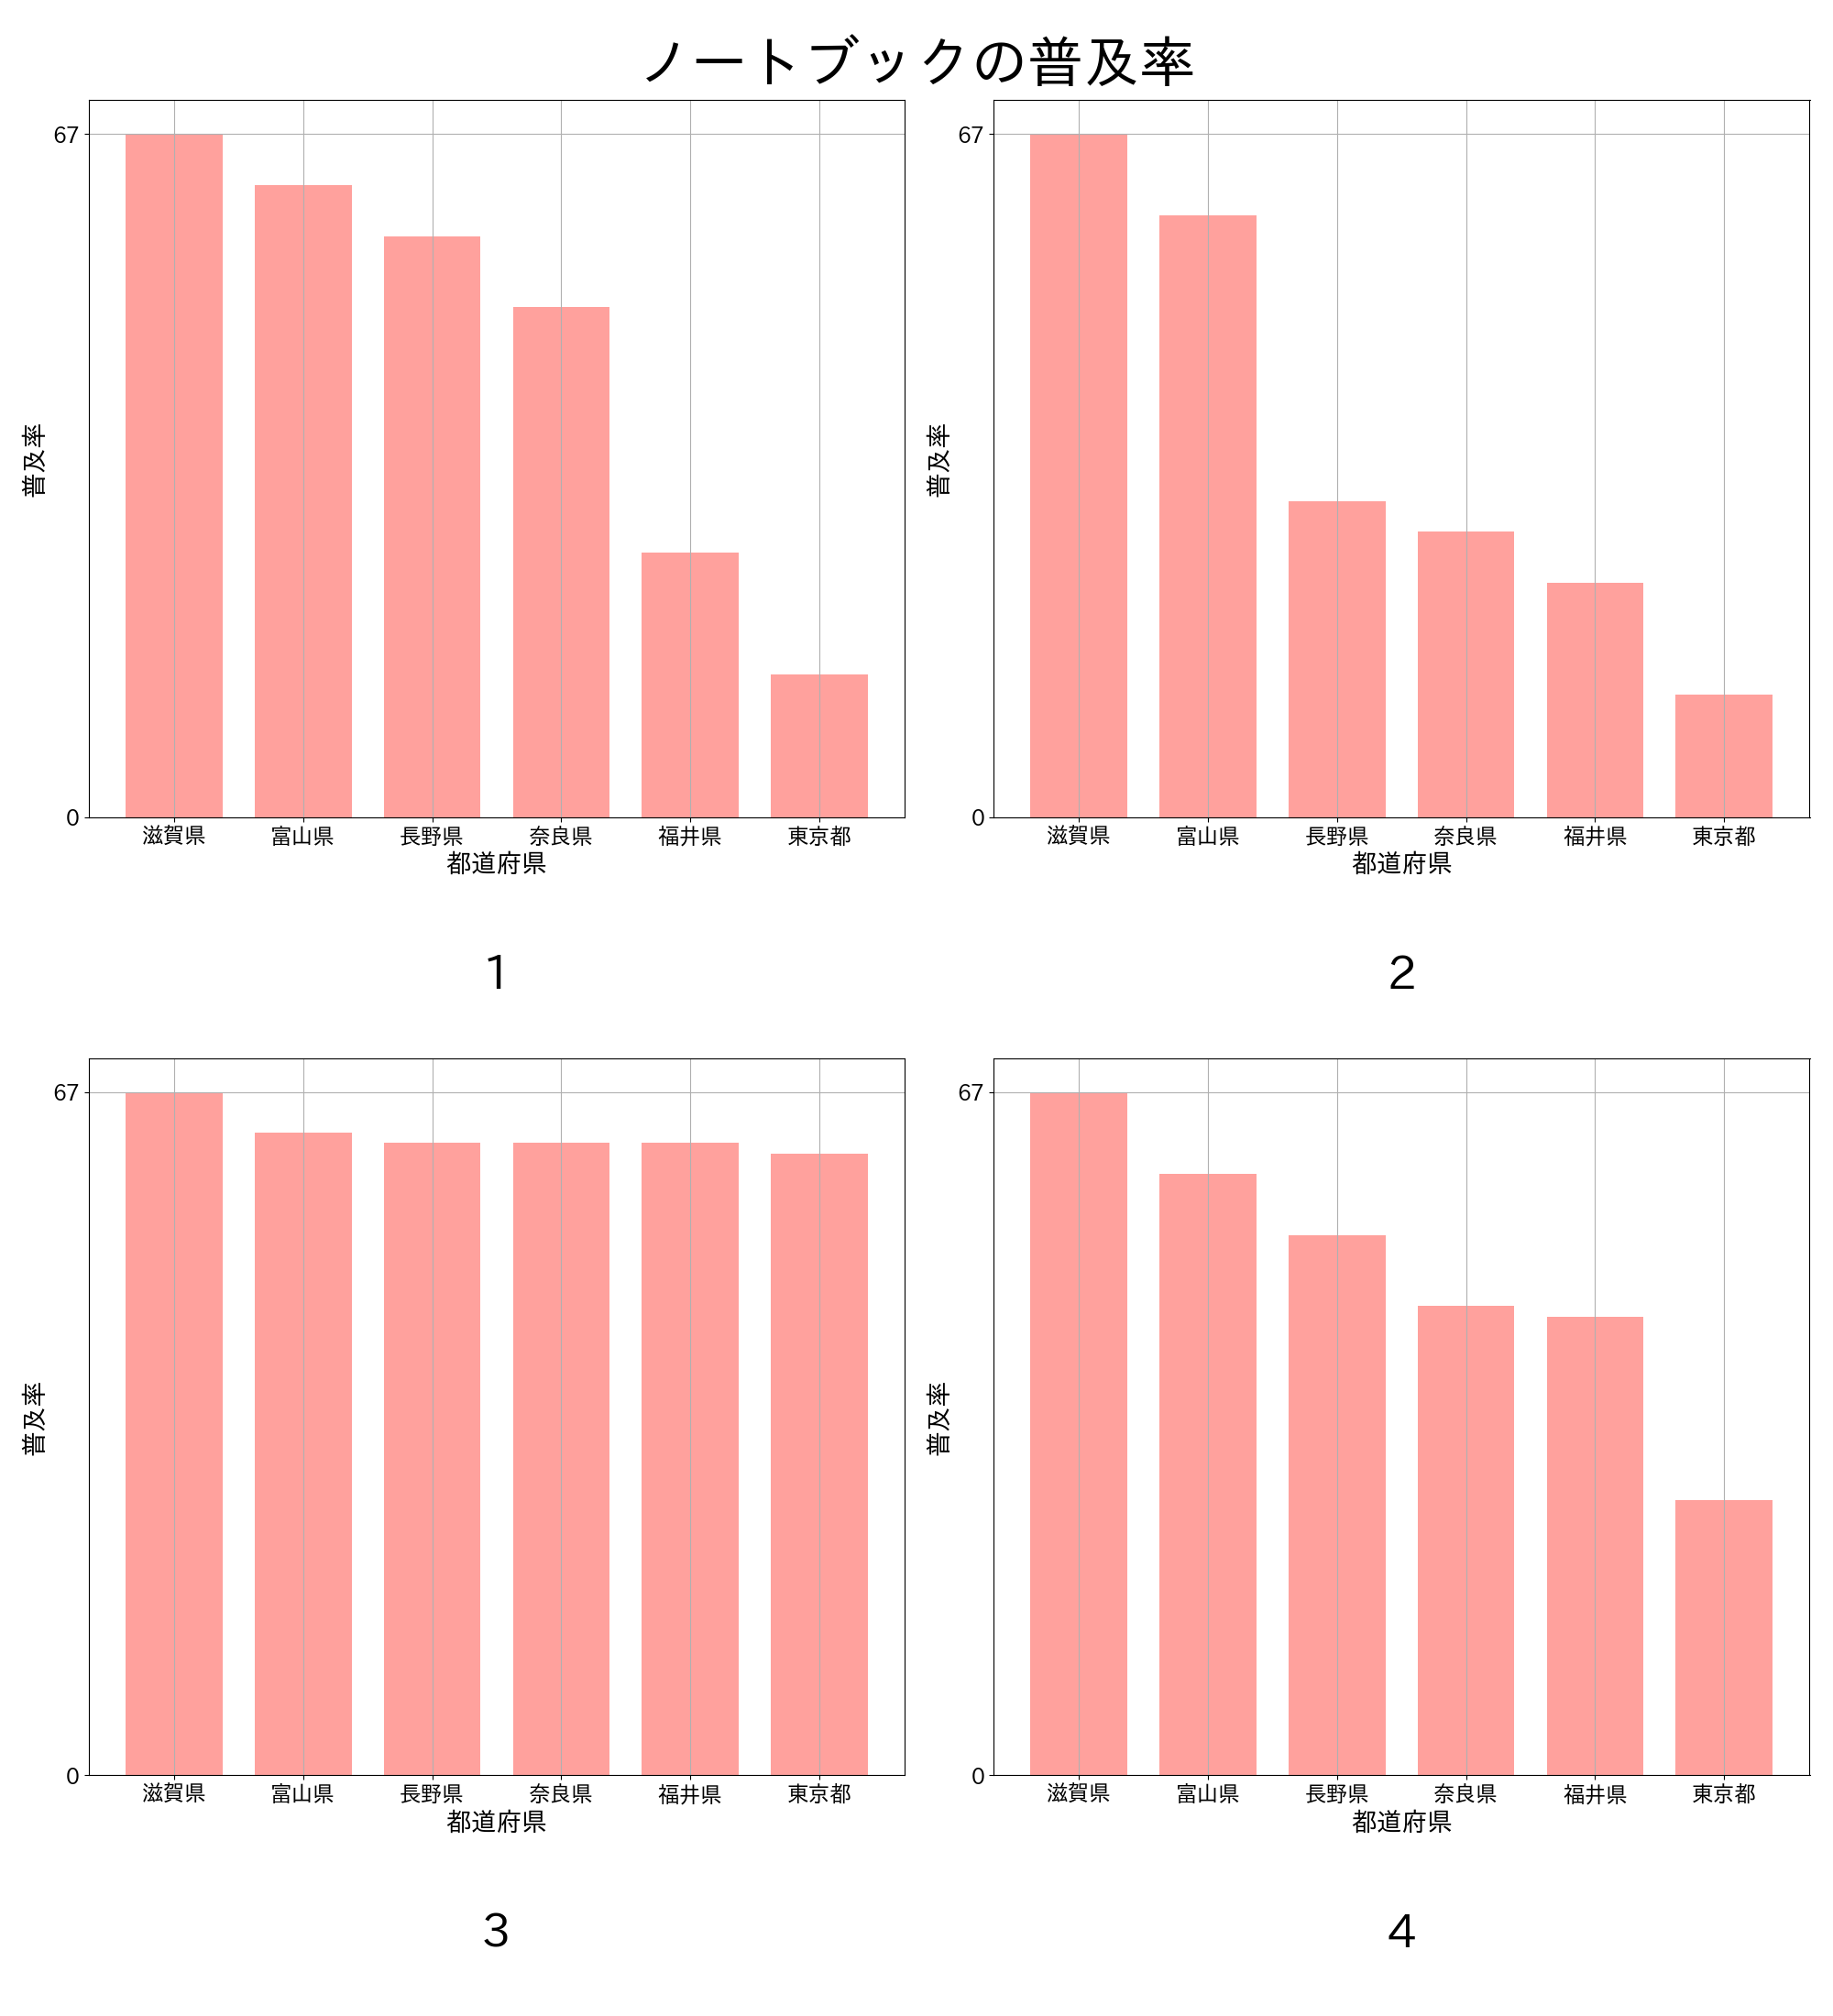 ノートブックの普及率
67
0
普及率
滋賀県 富山県 長野県 奈良県 福井県 東京都
都道府県
1
67
0
普及率
滋賀県 富山県 長野県 奈良県 福井県 東京都
都道府県
2
67
0
普及率
滋賀県 富山県 長野県 奈良県 福井県 東京都
都道府県
3
67
0
普及率
滋賀県 富山県 長野県 奈良県 福井県 東京都
都道府県
4